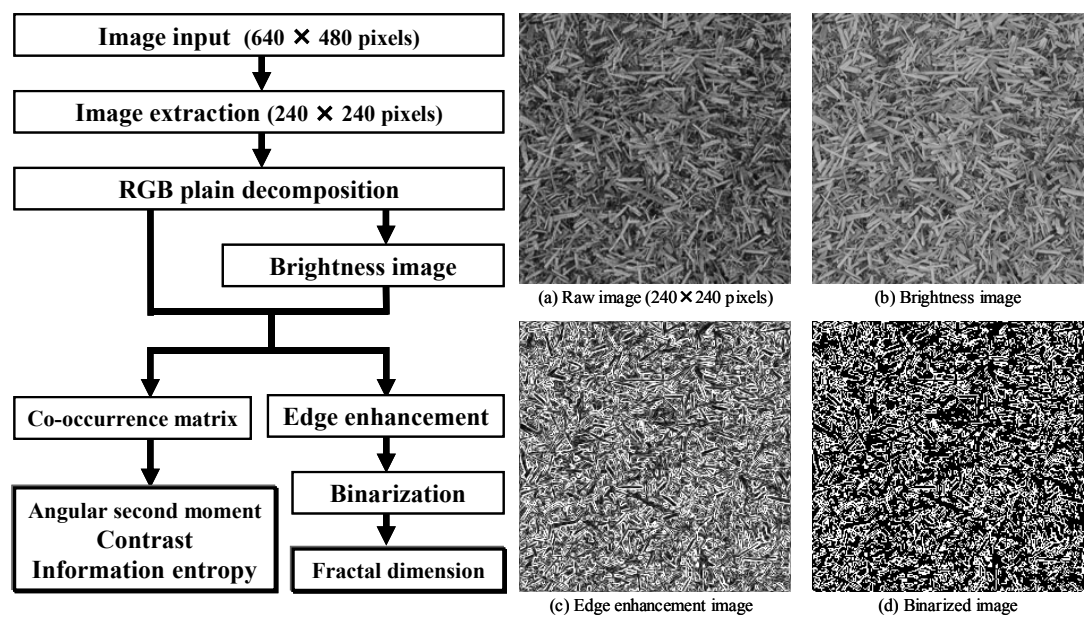 Image input (640 × 480 pixels)
Image extraction (240 × 240 pixels)
RGB plain decomposition
Brightness image
Co-occurrence matrix
Edge enhancement
Angular second moment
Contrast
Information entropy
Binarization
Fractal dimension
(a) Raw image (240×240 pixels)
(b) Brightness image
(c) Edge enhancement image
(d) Binarized image